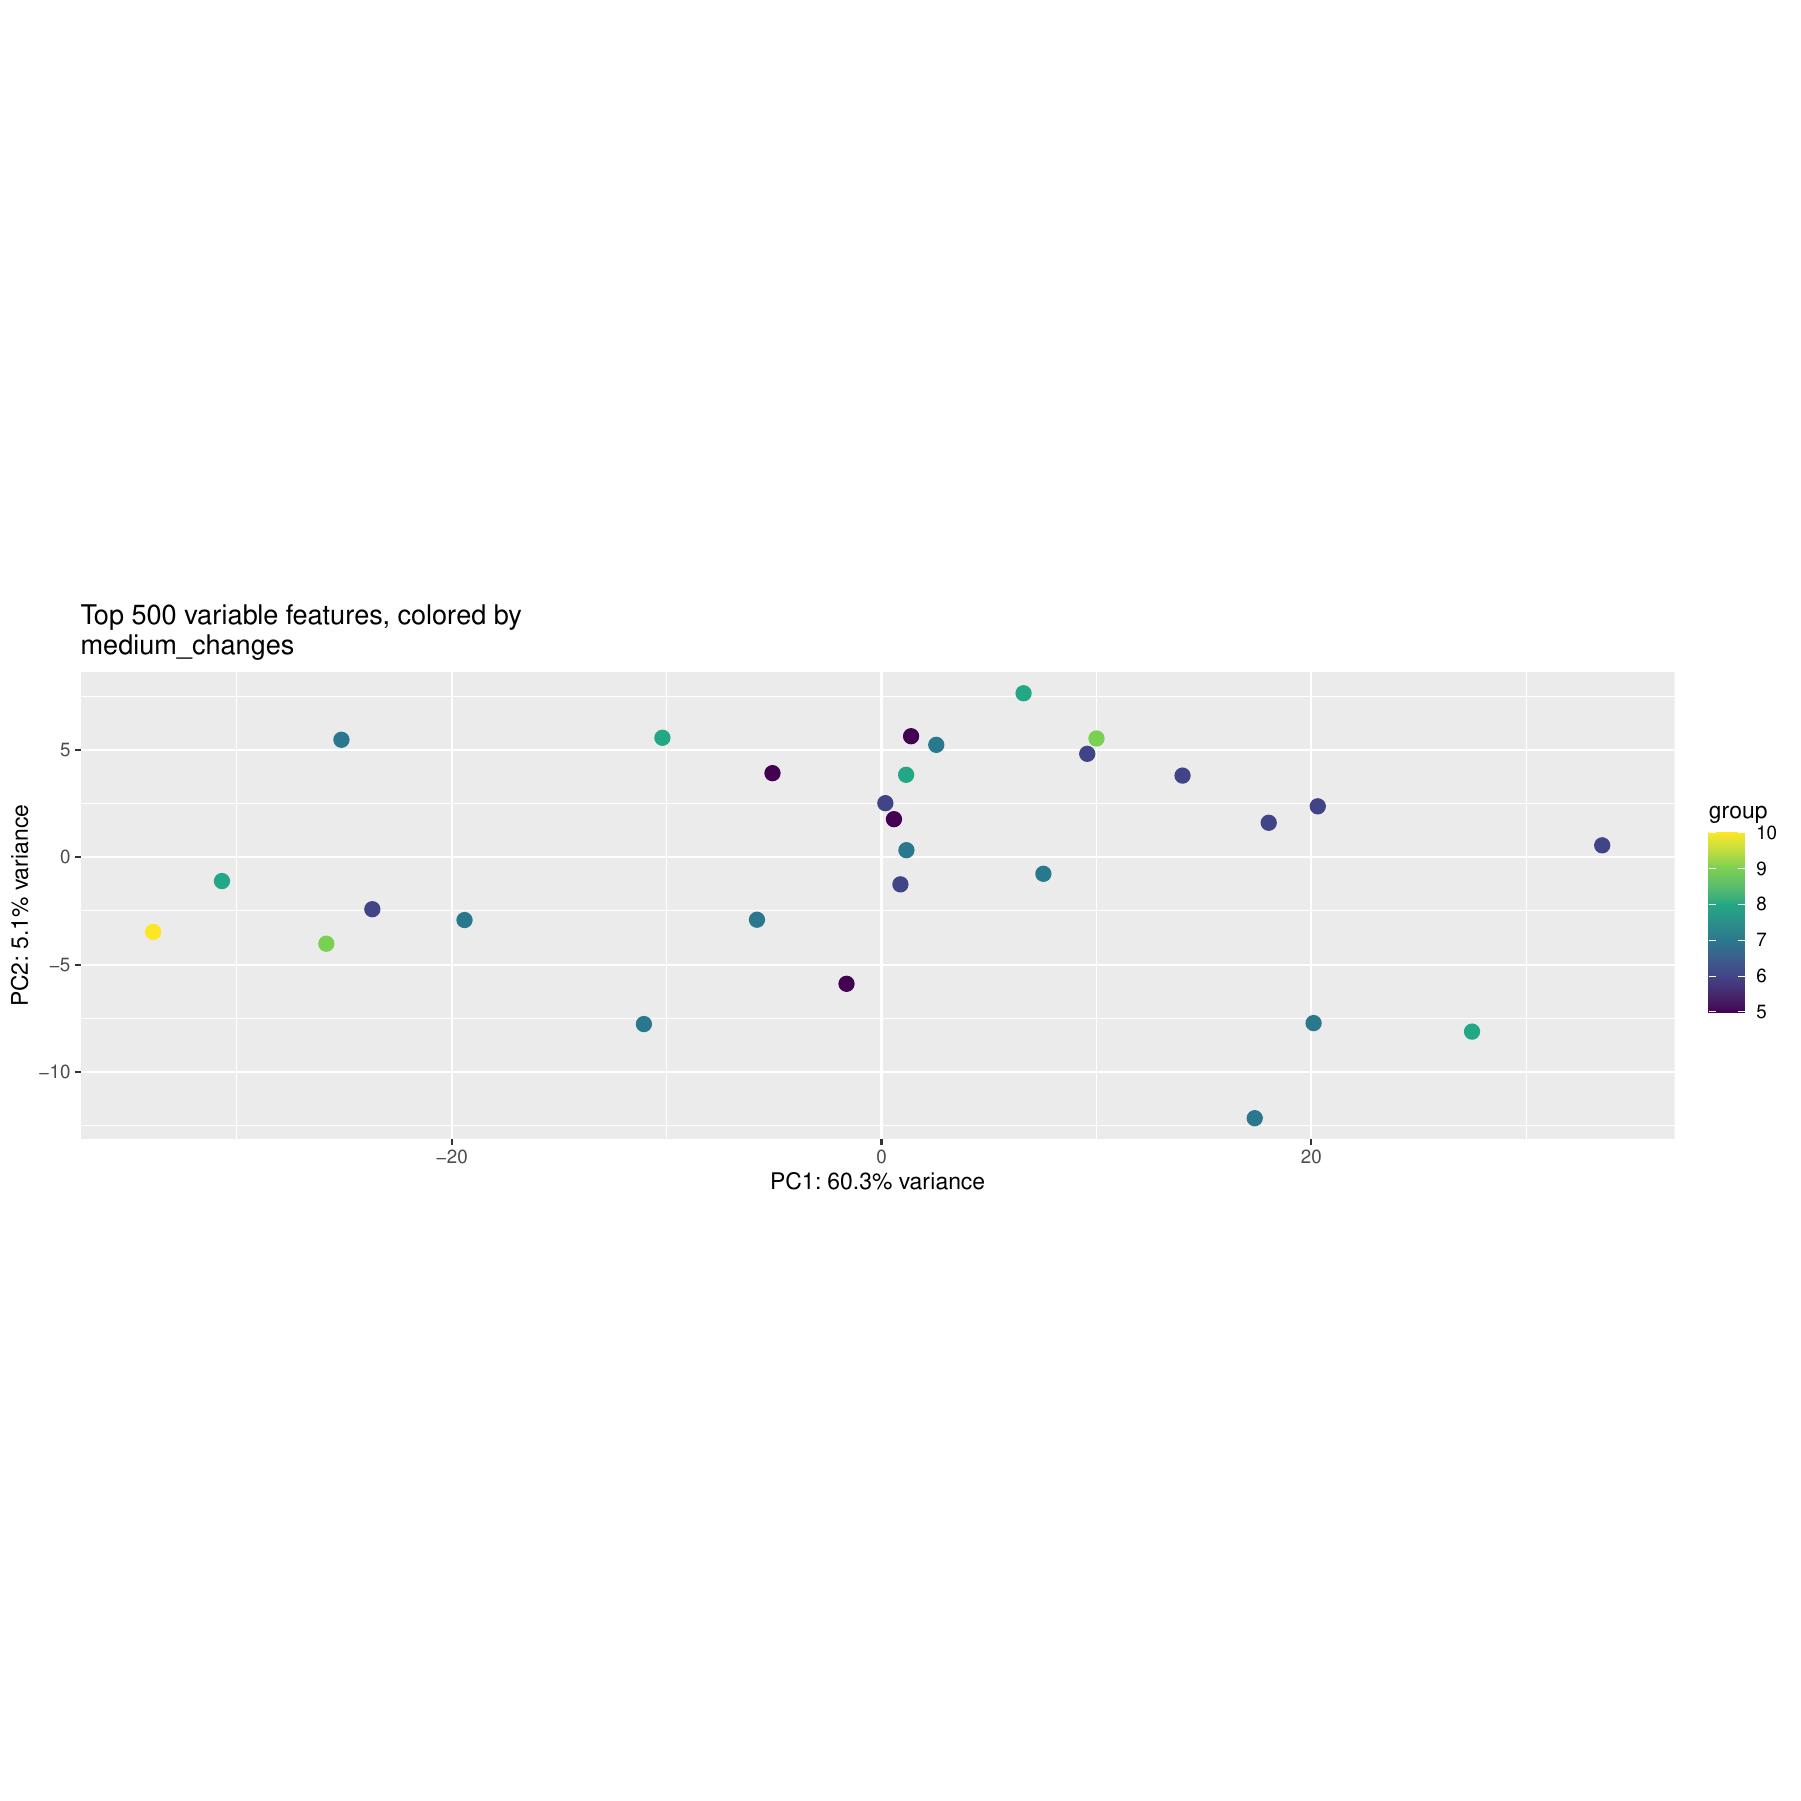 Top 500 variable features, colored by
medium_changes
PC2: 5.1% variance
5
0
−5
−10
−20
0
20
PC1: 60.3% variance
group
10
9
8
7
6
5